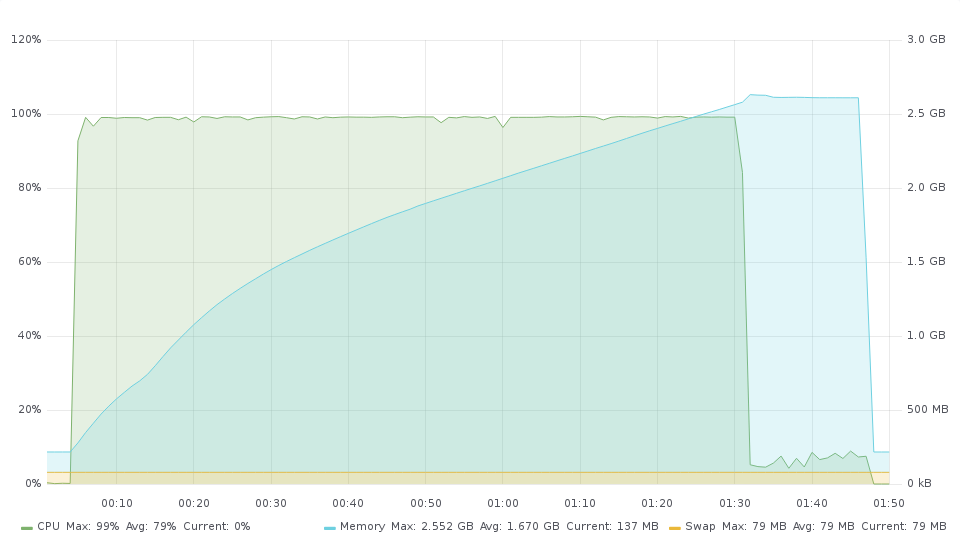 120% 3.0 GB
100% 2.5 GB
80% 2.0 GB
60% 1.5 GB
40% 1.0 GB
20% 500 MB
0% 0 kB
00:10 00:20 00:30 00:40 00:50 01:00 01:10 01:20 01:30 01:40 01:50
CPU Max: 99% Avg: 79% Current: 0% Memory Max: 2.552 GB Avg: 1.670 GB Current: 137 MB Swap Max: 79 MB Avg: 79 MB Current: 79 MB